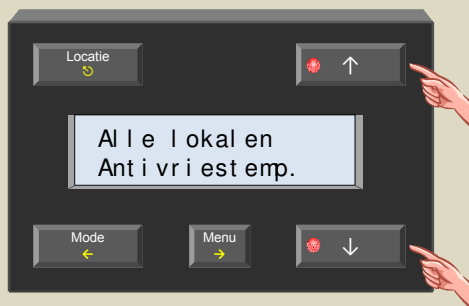 Locatie
↑
Alle lokalen
Antivriestemp.
Mode
←
Menu
→
↓